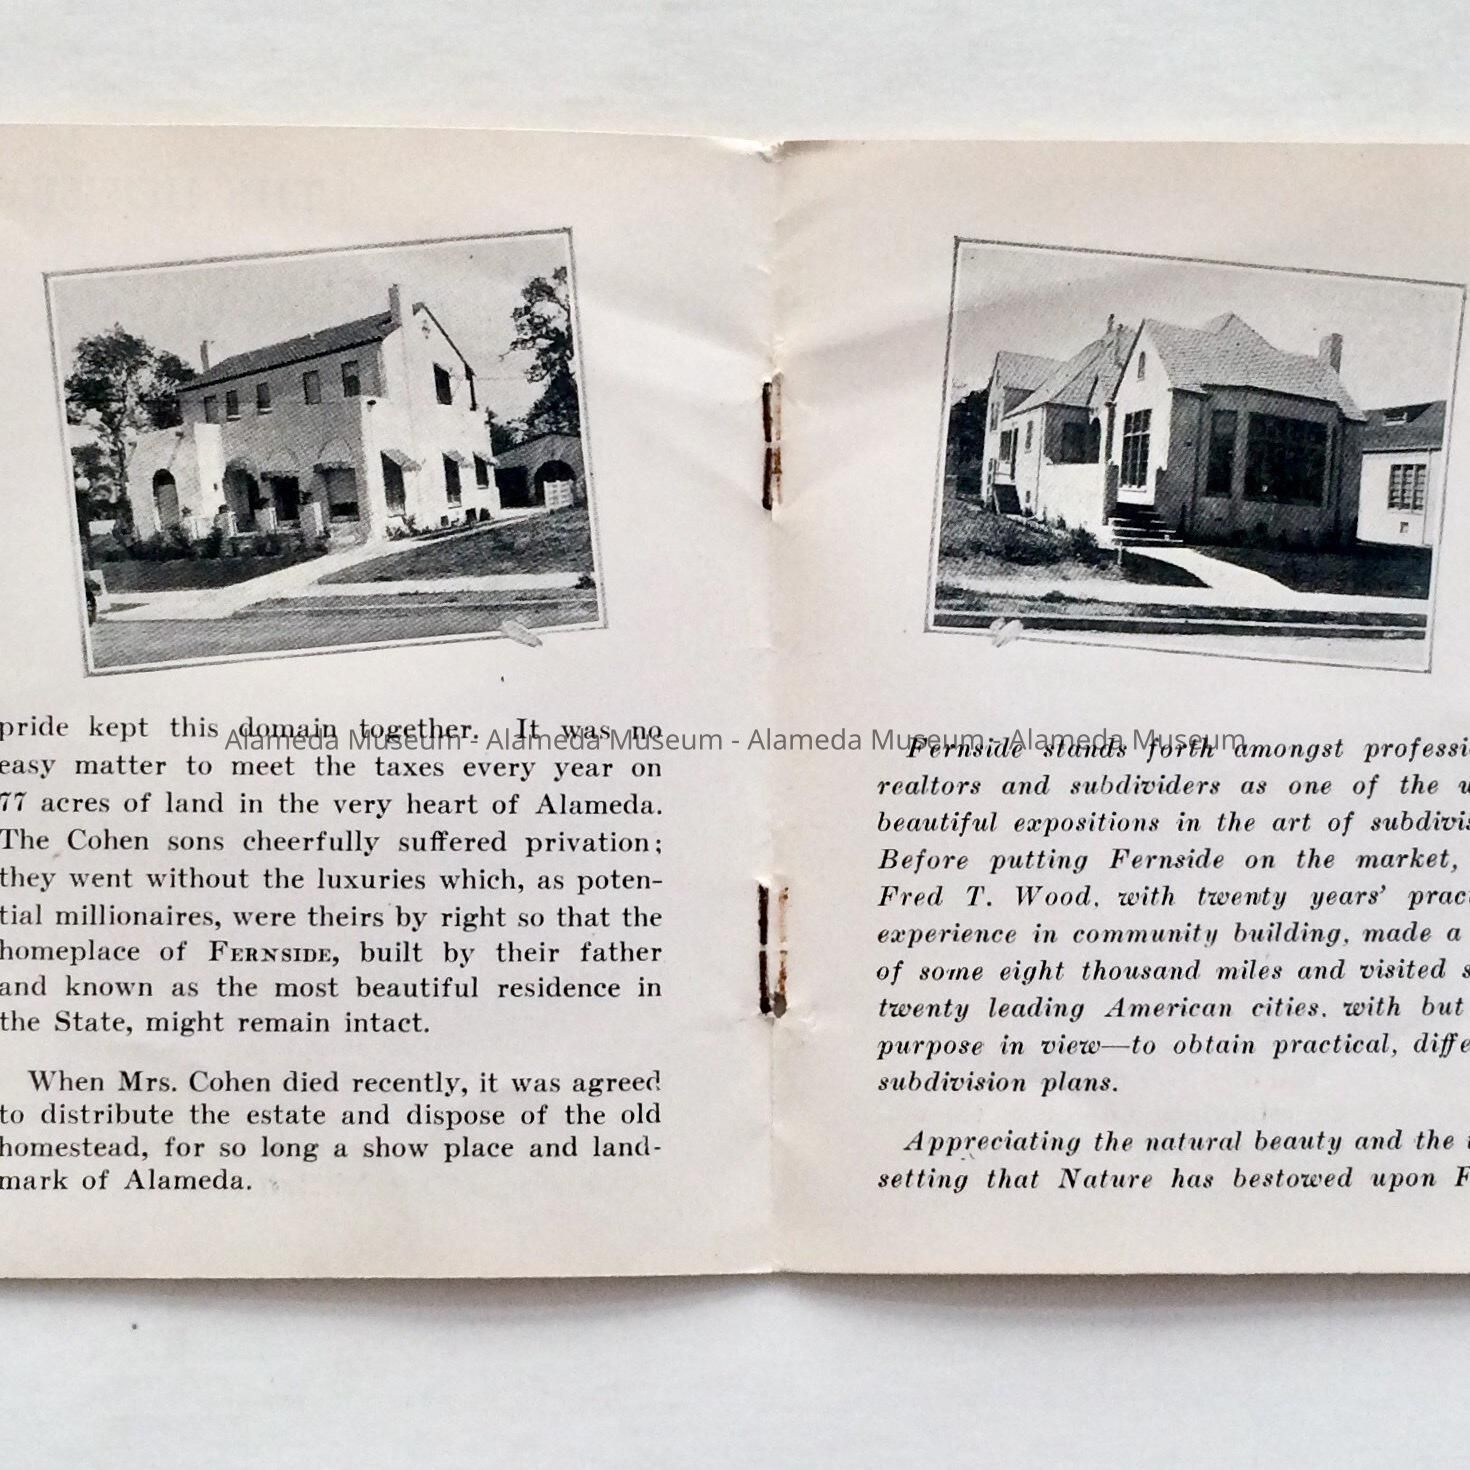 pride kept this domain together. It was no
easy matter to meet the taxes every year on
77 acres of land in the very heart of Alameda.
The Cohen sons cheerfully suffered privation;
they went without the luxuries which, as poten-
tial millionaires, were theirs by right so that the
homeplace of FERNSIDE, built by their father
and known as the most beautiful residence in
the State, might remain intact.
When Mrs. Cohen died recently, it was agreed
to distribute the estate and dispose of the old
homestead, for so long a show place and land-
mark of Alameda.
Alameda Museum - Alameda Museum - Alameda Museum - Alameda Museum
Fernside stands forth amongst
realtors and subdividers as one of the
beautiful expositions in the art of
Before putting Fernside on the market,
Fred T. Wood, with twenty years'
experience in community building, made a
of some eight thousand miles and visited
twenty leading American cities, with but
purpose in view—to obtain practical,
subdivision plans.
Appreciating the natural beauty and the
setting that Nature has bestowed upon